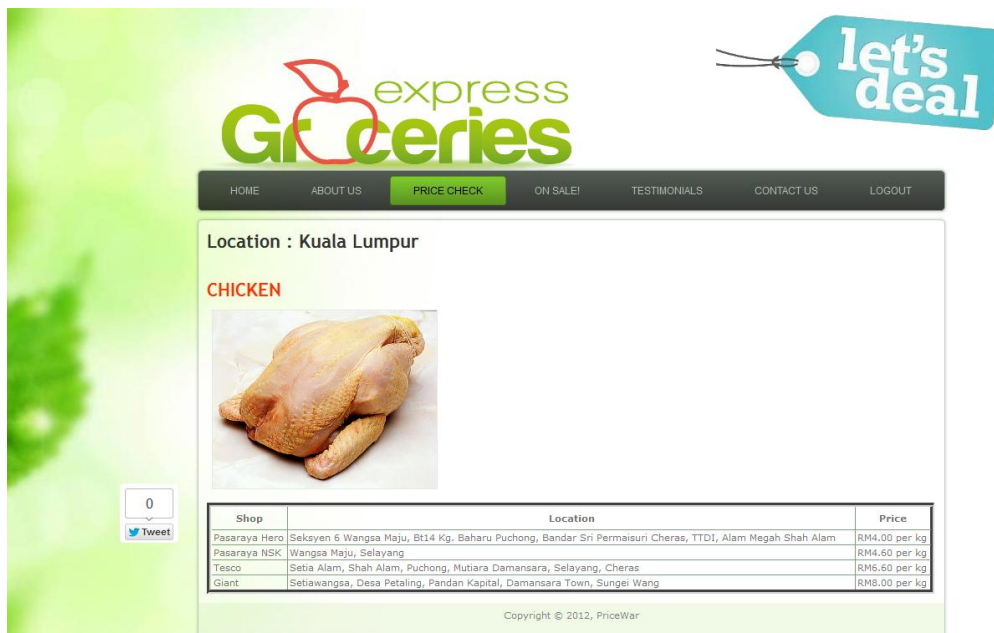 let's
deal
express
Groceries
HOME ABOUT US PRICE CHECK ON SALE! TESTIMONIALS CONTACT US LOGOUT
Location : Kuala Lumpur
CHICKEN
0
Tweet
Shop Location Price
Pasaraya Hero Seksyen 6 Wangsa Maju, Bt14 Kg. Baharu Puchong, Bandar Sri Permaisuri Cheras, TTDI, Alam Megah Shah Alam RM4.00 per kg
Pasaraya NSK Wangsa Maju, Selayang RM4.60 per kg
Tesco Setia Alam, Shah Alam, Puchong, Mutiara Damansara, Selayang, Cheras RM6.60 per kg
Giant Setiawangsa, Desa Petaling, Pandan Kapital, Damansara Town, Sungei Wang RM8.00 per kg
Copyright © 2012, PriceWar